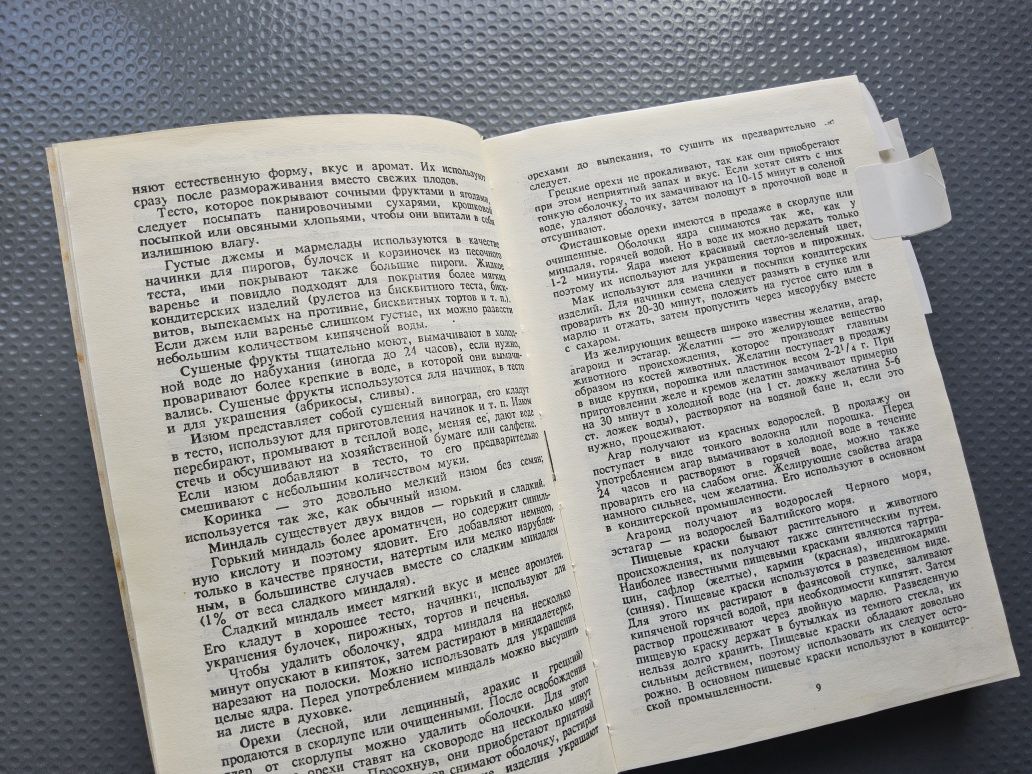 няют естественную форму, вкус и аромат. Их используют
сразу после размораживания вместо свежих плодов.
Тесто, которое покрывают сочными фруктами и ягодами,
следует посыпать панировочными сухарями, крошковой
посыпкой или овсяными хлопьями, чтобы они впитали в себя
излишнюю влагу.
Густые джемы и мармелады используются в качестве
начинки для пирогов, булочек и корзиночек из песочного
теста, ими покрывают также большие пироги. Жидкое
варенье и повидло подходят для покрытия более мягких
кондитерских изделий (рулетов из бисквитного теста, биск-
витов, выпекаемых на противне, бисквитных тортов и т. п.).
Если джем или варенье слишком густые, их можно развести
небольшим количеством кипяченой воды.
Сушеные фрукты тщательно моют, вымачивают в холод-
ной воде до набухания (иногда до 24 часов), если нужно,
проваривают более крепкие в воде, в которой они вымачи-
вались. Сушеные фрукты используются для начинок, в тесто
и для украшения (абрикосы, сливы).
Изюм представляет собой сушеный виноград, его кладут
в тесто, используют для приготовления начинок и т. п. Изюм
перебирают, промывают в теплой воде, меняя ее, дают воде
стечь и обсушивают на хозяйственной бумаге или салфетке.
Если изюм добавляют в тесто, то его предварительно
смешивают с небольшим количеством муки.
Коринка — это довольно мелкий изюм без семян;
используется так же, как обычный изюм.
Миндаль существует двух видов — горький и сладкий.
Горький миндаль более ароматичен, но содержит синиль-
ную кислоту и поэтому ядовит. Его добавляют немного,
только в качестве пряности, натертым или мелко изрублен-
ным, в большинстве случаев вместе со сладким миндалем
(1% от веса сладкого миндаля).
Сладкий миндаль имеет мягкий вкус и менее ароматен.
Его кладут в хорошее тесто, начинки, используют для
украшения булочек, пирожных, тортов и печенья.
Чтобы удалить оболочку, ядра миндаля на несколько
минут опускают в кипяток, затем растирают в миндалетерке,
нарезают на полоски. Можно использовать для украшения
целые ядра. Перед употреблением миндаль можно высушить
на листе в духовке.
Орехи (лесной, или лещинный, арахис и грецкий)
продаются в скорлупе или очищенными. После освобождения
ядер от скорлупы можно удалить оболочки. Для этого
орехи ставят на сковороде на несколько минут
Просохнув, они приобретают приятный
снимают оболочку, растирая
изделия украшают
орехами до выпекания, то сушить их предварительно не
следует.
Грецкие орехи не прокаливают, так как они приобретают
при этом неприятный запах и вкус. Если хотят снять с них
тонкую оболочку, то их замачивают на 10-15 минут в соленой
воде, удаляют оболочку, затем полощут в проточной воде и
отсушивают.
Фисташковые орехи имеются в продаже в скорлупе или
очищенные. Оболочки ядра снимаются так же, как у
миндаля, горячей водой. Но в воде их можно держать только
1-2 минуты. Ядра имеют красивый светло-зеленый цвет,
поэтому их используют для украшения тортов и пирожных.
Мак используют для начинки и посыпки кондитерских
изделий. Для начинки семена следует размять в ступке или
проварить их 20-30 минут, положить на густое сито или в
марлю и отжать, затем пропустить через мясорубку вместе
с сахаром.
Из желирующих веществ широко известны желатин, агар,
агароид и эстагар. Желатин — это желирующее вещество
животного происхождения, которое производят главным
образом из костей животных. Желатин поступает в продажу
в виде крупки, порошка или пластинок весом 2-2¹/₄ г. При
приготовлении желе и кремов желатин замачивают примерно
на 30 минут в холодной воде (на 1 ст. ложку желатина 5-6
ст. ложек воды), растворяют на водяной бане и, если это
нужно, процеживают.
Агар получают из красных водорослей. В продажу он
поступает в виде тонкого волокна или порошка. Перед
употреблением агар вымачивают в холодной воде в течение
24 часов и растворяют в горячей воде, можно также
проварить его на слабом огне. Желирующие свойства агара
намного сильнее, чем желатина. Его используют в основном
в кондитерской промышленности.
Агароид получают из водорослей Черного моря,
эстагар — из водорослей Балтийского моря.
Пищевые краски бывают растительного и животного
происхождения, их получают также синтетическим путем.
Наиболее известными пищевыми красками являются тартра-
цин, сафлор (желтые), кармин (красная), индигокармин
(синяя). Пищевые краски используются в разведенном виде.
Для этого их растирают в фаянсовой ступке, заливают
кипяченой горячей водой, при необходимости кипятят. Затем
раствор процеживают через двойную марлю. Разведенную
пищевую краску держат в бутылках из темного стекла, их
нельзя долго хранить. Пищевые краски обладают довольно
сильным действием, поэтому использовать их следует осто-
рожно. В основном пищевые краски используют в кондитер-
ской промышленности.
9